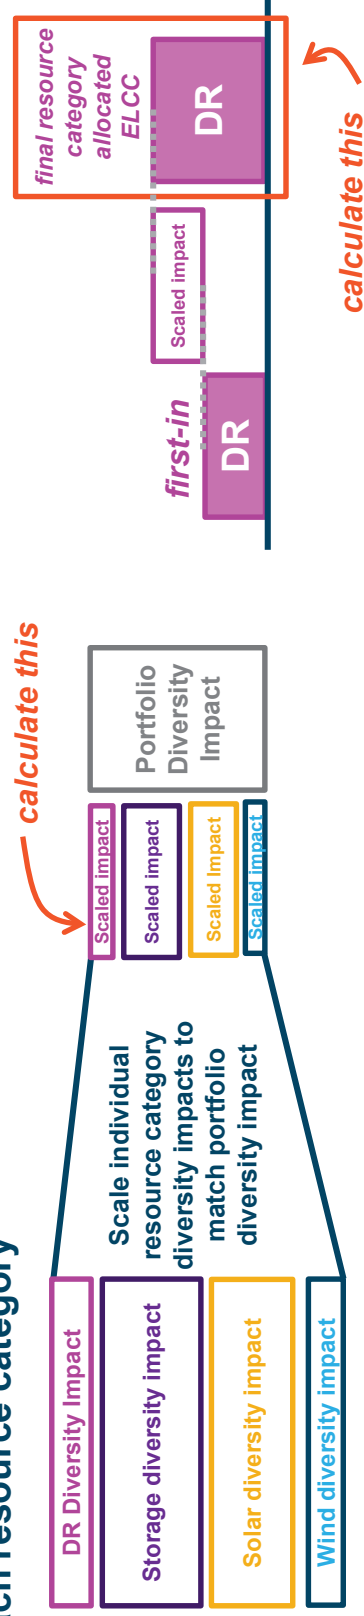 ch resource category
DR Diversity Impact
Storage diversity impact
Solar diversity impact
Wind diversity impact
Scale individual
resource category
diversity impacts to
match portfolio
diversity impact
calculate this
Scaled impact
Scaled impact
Scaled Impact
Scaled impact
Portfolio
Diversity
Impact
first-in
DR
Scaled impact
final resource
category
allocated
ELCC
DR
calculate this